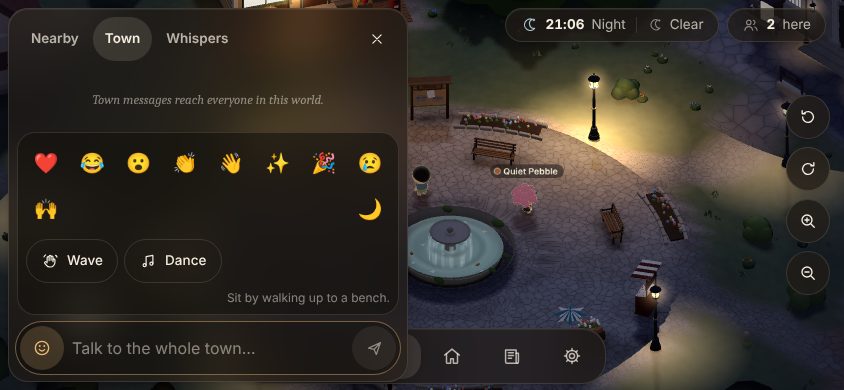 Nearby Town Whispers
21:06 Night Clear
2 here
Town messages reach everyone in this world.
Quiet Pebble
Wave Dance
Sit by walking up to a bench.
Talk to the whole town...